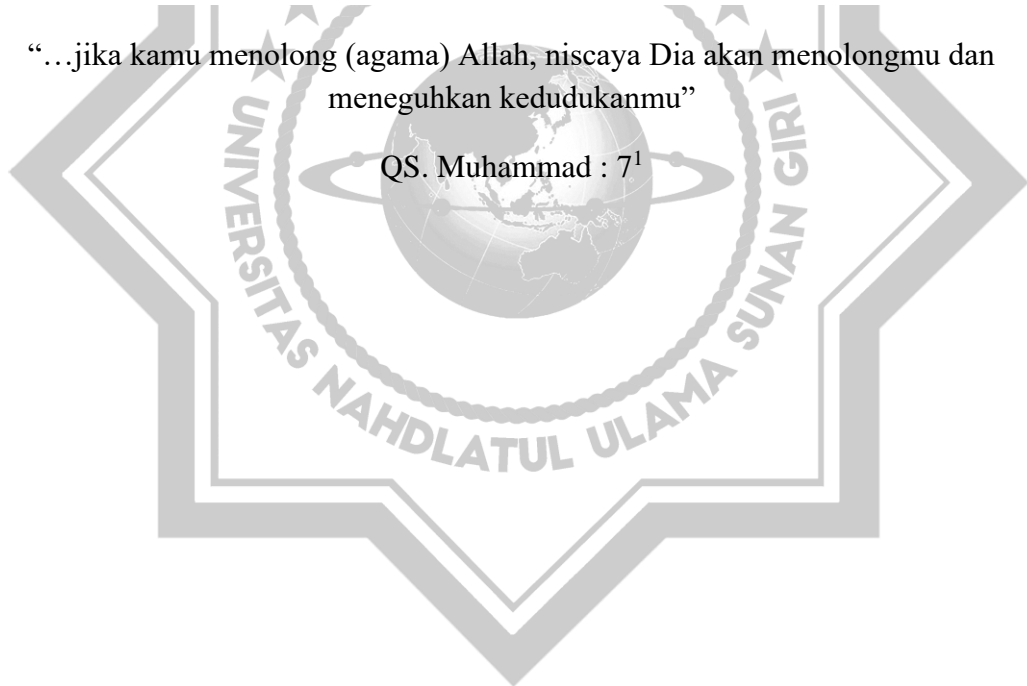 “…jika kamu menolong (agama) Allah, niscaya Dia akan menolongmu dan
meneguhkan kedudukanmu”
QS. Muhammad : 7¹
UNIVERSITAS NAHDLATUL ULAMA SUNAN GIRI